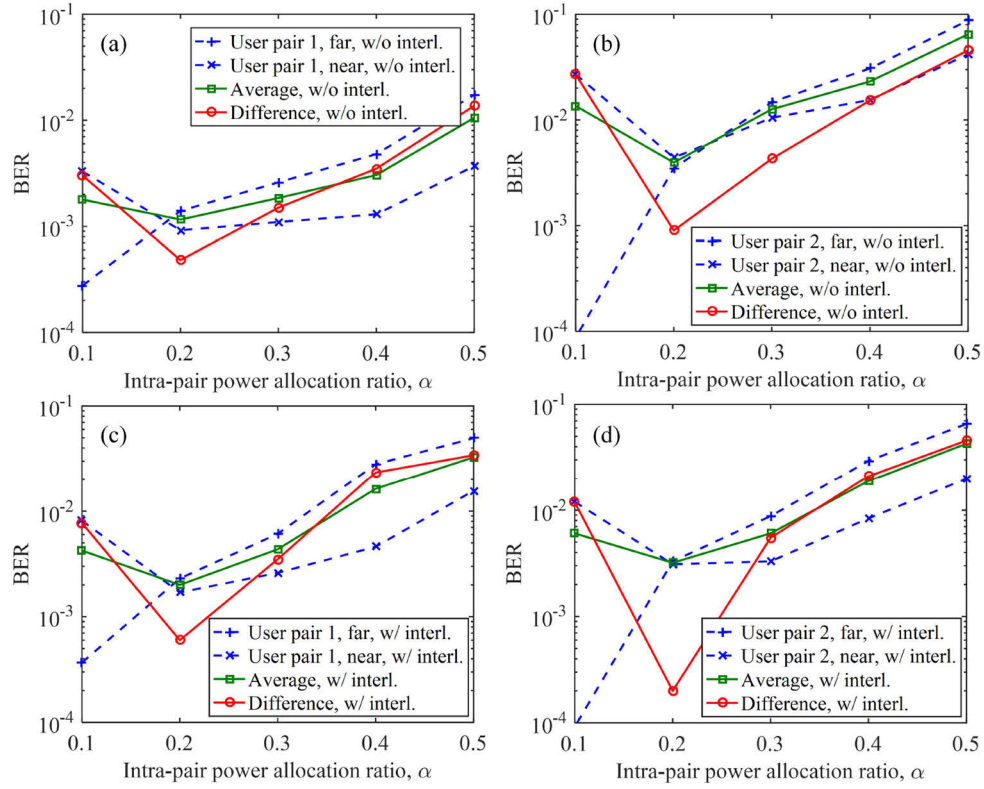 (a)
User pair 1, far, w/o interl.
User pair 1, near, w/o interl.
Average, w/o interl.
Difference, w/o interl.
10^-1
10^-2
10^-3
10^-4
BER
0.1 0.2 0.3 0.4 0.5
Intra-pair power allocation ratio, α
(b)
User pair 2, far, w/o interl.
User pair 2, near, w/o interl.
Average, w/o interl.
Difference, w/o interl.
10^-1
10^-2
10^-3
10^-4
BER
0.1 0.2 0.3 0.4 0.5
Intra-pair power allocation ratio, α
(c)
User pair 1, far, w/ interl.
User pair 1, near, w/ interl.
Average, w/ interl.
Difference, w/ interl.
10^-1
10^-2
10^-3
10^-4
BER
0.1 0.2 0.3 0.4 0.5
Intra-pair power allocation ratio, α
(d)
User pair 2, far, w/ interl.
User pair 2, near, w/ interl.
Average, w/ interl.
Difference, w/ interl.
10^-1
10^-2
10^-3
10^-4
BER
0.1 0.2 0.3 0.4 0.5
Intra-pair power allocation ratio, α